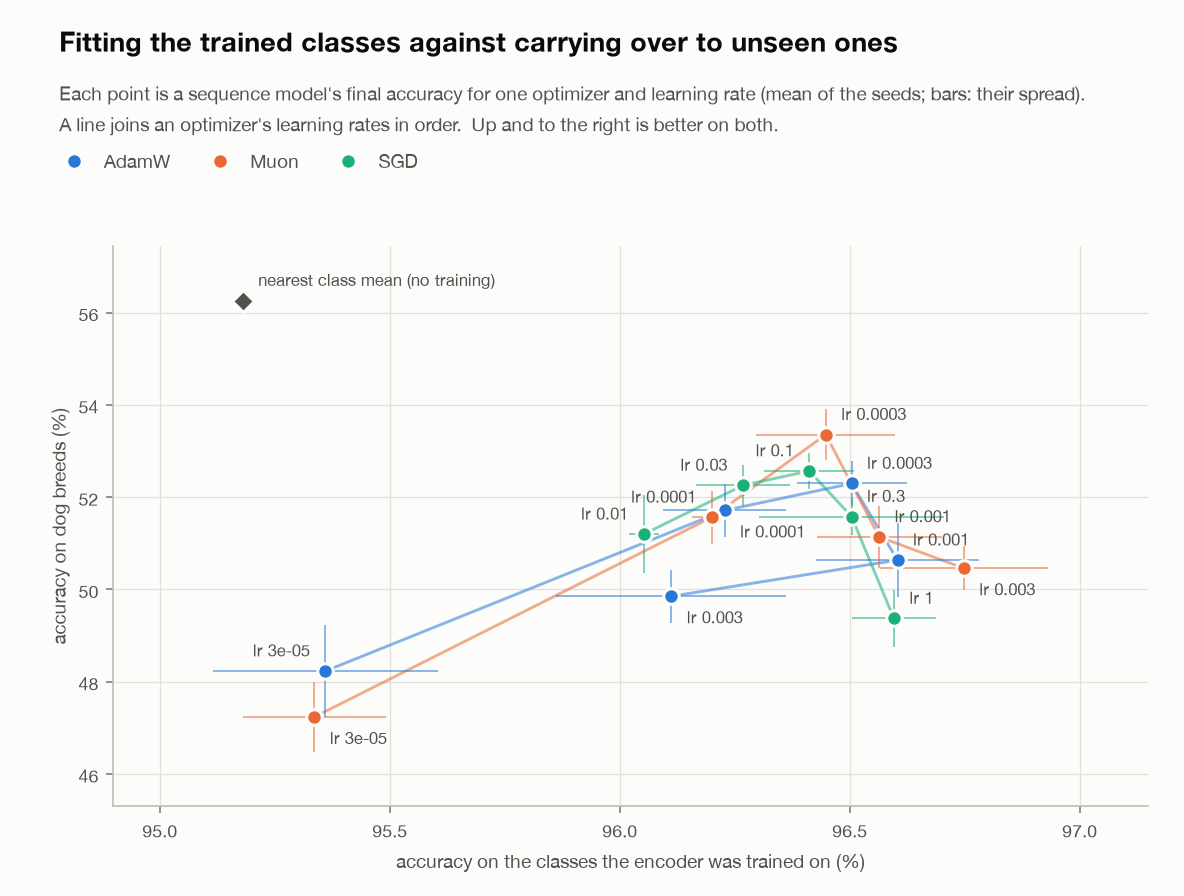 Fitting the trained classes against carrying over to unseen ones
Each point is a sequence model's final accuracy for one optimizer and learning rate (mean of the seeds; bars: their spread).
A line joins an optimizer's learning rates in order. Up and to the right is better on both.
AdamW Muon SGD
nearest class mean (no training)
56
54
52
50
48
46
accuracy on dog breeds (%)
lr 0.0003
lr 0.1
lr 0.03
lr 0.0003
lr 0.0001
lr 0.3
lr 0.01
lr 0.001
lr 0.0001
lr 0.001
lr 0.003
lr 1
lr 0.003
lr 3e-05
lr 3e-05
95.0 95.5 96.0 96.5 97.0
accuracy on the classes the encoder was trained on (%)